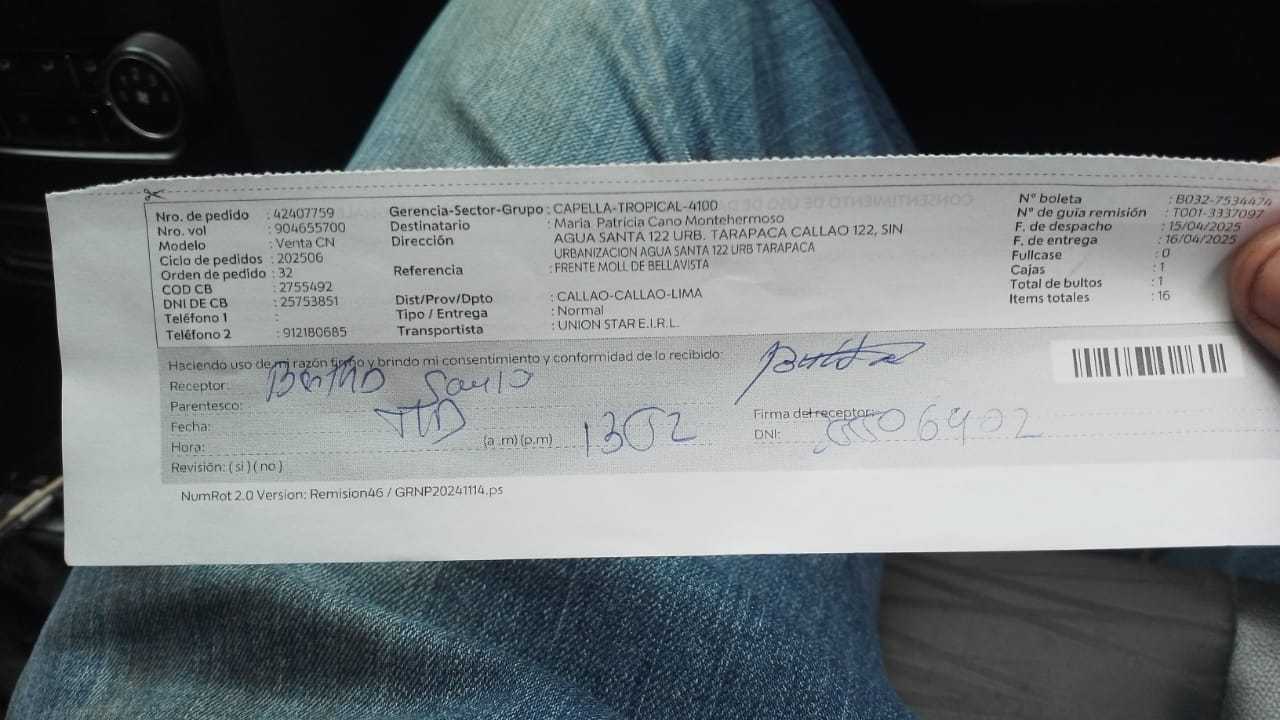 Nro. de pedido : 42407759
Nro. vol : 904655700
Modelo : Venta CN
Ciclo de pedidos : 202506
Orden de pedido : 32
COD CB : 2755492
DNI DE CB : 25753851
Teléfono 1 :
Teléfono 2 : 912180685
Gerencia-Sector-Grupo : CAPELLA-TROPICAL-4100
Destinatario : Maria Patricia Cano Montehermoso
Dirección : AGUA SANTA 122 URB. TARAPACA CALLAO 122, SIN
URBANIZACION AGUA SANTA 122 URB TARAPACA
Referencia : FRENTE MOLL DE BELLAVISTA
Dist/Prov/Dpto : CALLAO-CALLAO-LIMA
Tipo / Entrega : Normal
Transportista : UNION STAR E.I.R.L.
N° boleta : B032-7534474
N° de guía remisión : T001-3337097
F. de despacho : 15/04/2025
F. de entrega : 16/04/2025
Fullcase : 0
Cajas : 1
Total de bultos : 1
Items totales : 16
Haciendo uso de mi razón firmo y brindo mi consentimiento y conformidad de lo recibido:
Receptor:
Parentesco:
Fecha:
Hora: (a.m) (p.m) 1352
Firma del receptor:
DNI: 6402
Revisión: ( si ) ( no )
NumRot 2.0 Version: Remision46 / GRNP20241114.ps